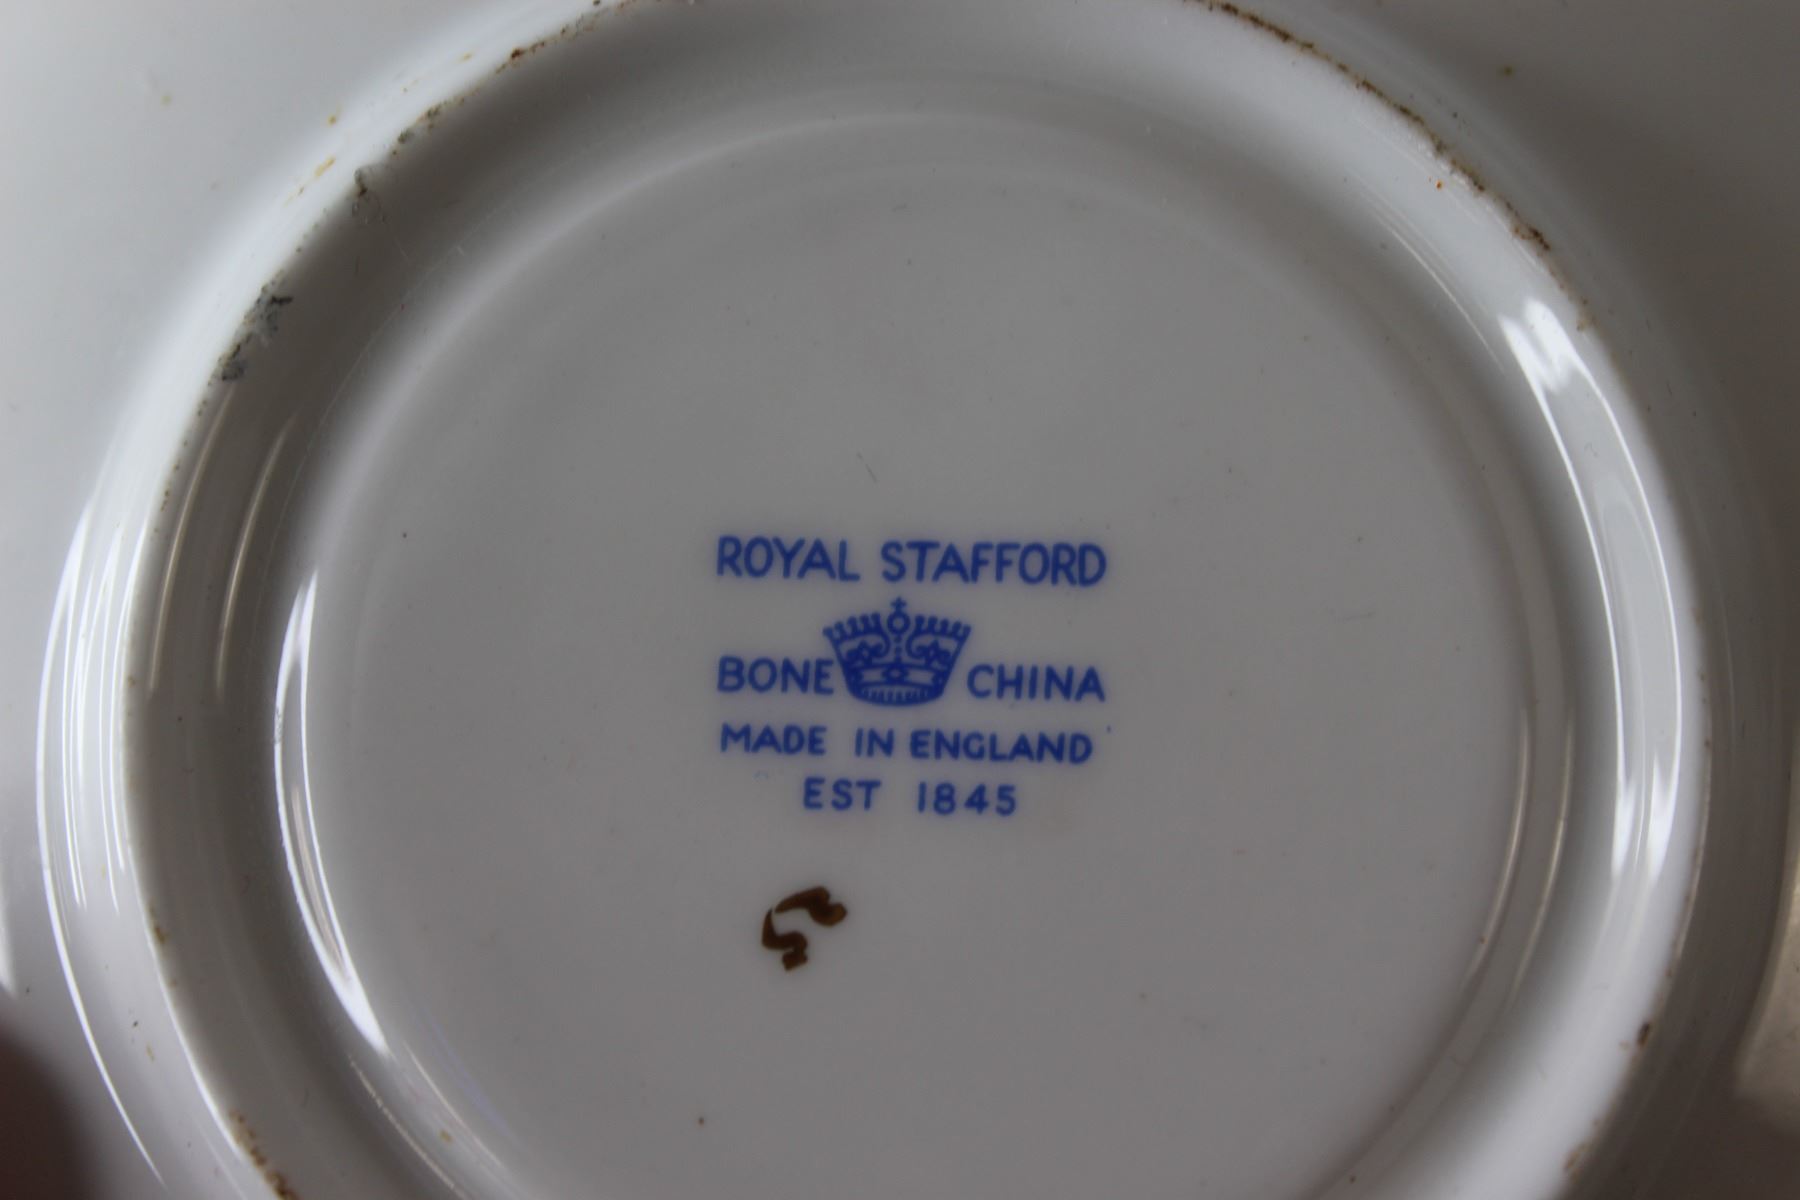 ROYAL STAFFORD
BONE CHINA
MADE IN ENGLAND
EST 1845